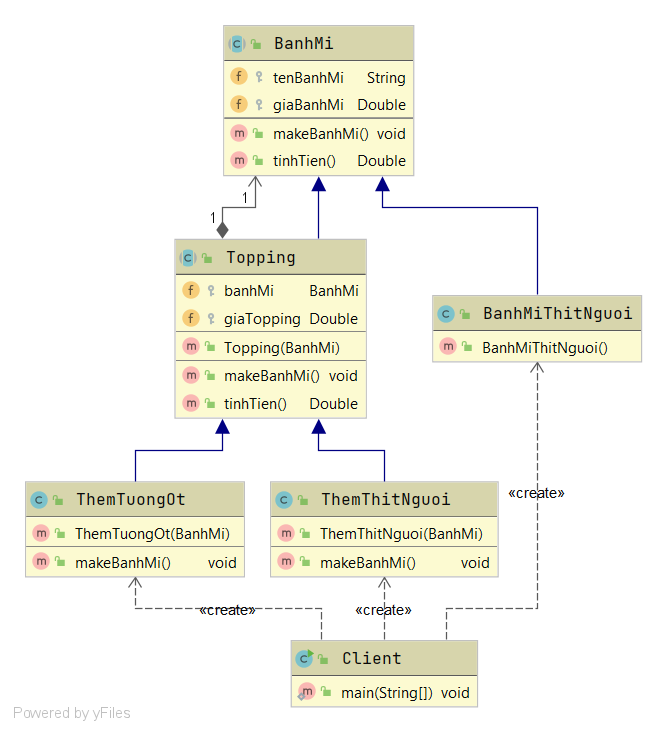 BanhMi
tenBanhMi String
giaBanhMi Double
makeBanhMi() void
tinhTien() Double
1
1
Topping
banhMi BanhMi
giaTopping Double
Topping(BanhMi)
makeBanhMi() void
tinhTien() Double
BanhMiThitNguoi
BanhMiThitNguoi()
ThemTuongOt
ThemTuongOt(BanhMi)
makeBanhMi() void
ThemThitNguoi
ThemThitNguoi(BanhMi)
makeBanhMi() void
«create»
«create»
«create»
Client
main(String[]) void
Powered by yFiles